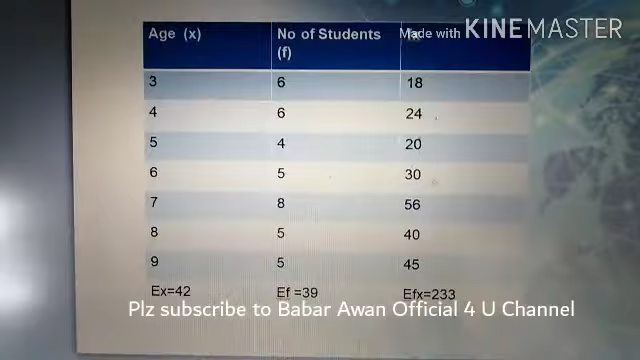 Made with KINEMASTER
Age (x) No of Students (f)
3 6 18
4 6 24
5 4 20
6 5 30
7 8 56
8 5 40
9 5 45
Ex=42 Ef =39 Efx=233
Plz subscribe to Babar Awan Official 4 U Channel